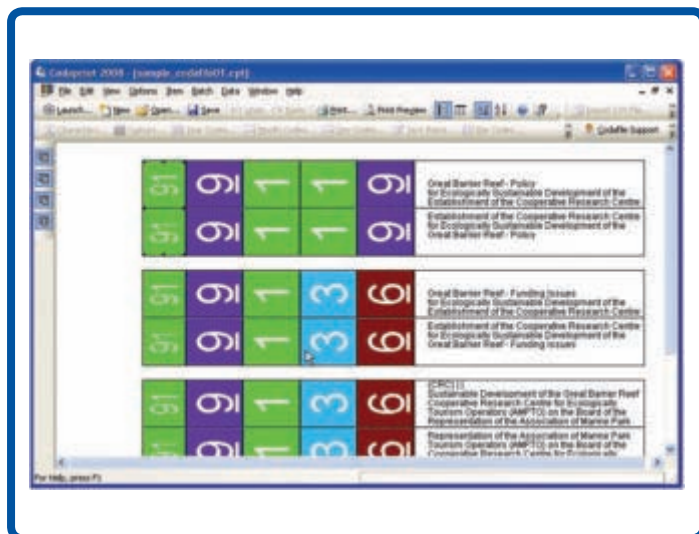 Codaprint 2008 - [sample_codafile01.cpt]
File Edit View Options Item Batch Data Window Help
Launch... New Open... Save Print... Print Preview
Codafile Support
91 9 1 1 9
Great Barrier Reef - Policy
for Ecologically Sustainable Development of the
Establishment of the Cooperative Research Centre
91 9 1 1 9
Establishment of the Cooperative Research Centre
for Ecologically Sustainable Development of the
Great Barrier Reef - Policy
91 9 1 3 6
Great Barrier Reef - Funding Issues
for Ecologically Sustainable Development of the
Establishment of the Cooperative Research Centre
91 9 1 3 6
Establishment of the Cooperative Research Centre
for Ecologically Sustainable Development of the
Great Barrier Reef - Funding Issues
91 9 1 3 6
Sustainable Development of the Great Barrier Reef
Cooperative Research Centre for Ecologically
Tourism Operators (AMPTO) on the Board of the
Representation of the Association of Marine Park
91 9 1 3 6
Representation of the Association of Marine Park
Tourism Operators (AMPTO) on the Board of the
Cooperative Research Centre for Ecologically
For Help, press F1